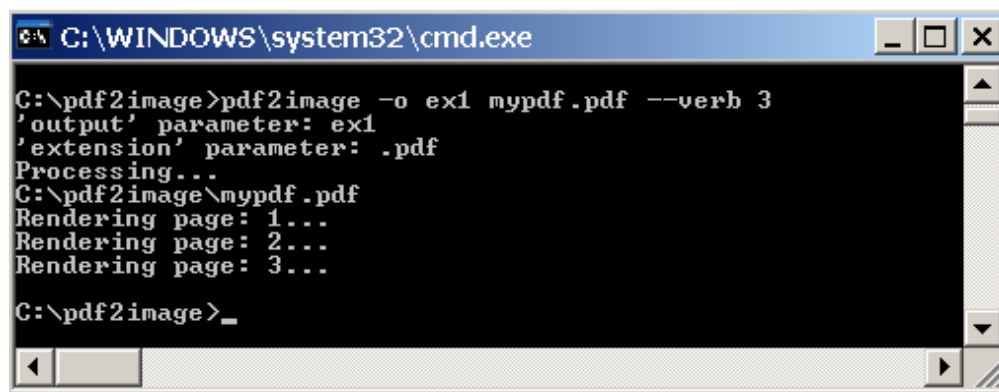 C:\WINDOWS\system32\cmd.exe
C:\pdf2image>pdf2image -o ex1 mypdf.pdf --verb 3
'output' parameter: ex1
'extension' parameter: .pdf
Processing...
C:\pdf2image\mypdf.pdf
Rendering page: 1...
Rendering page: 2...
Rendering page: 3...
C:\pdf2image>_